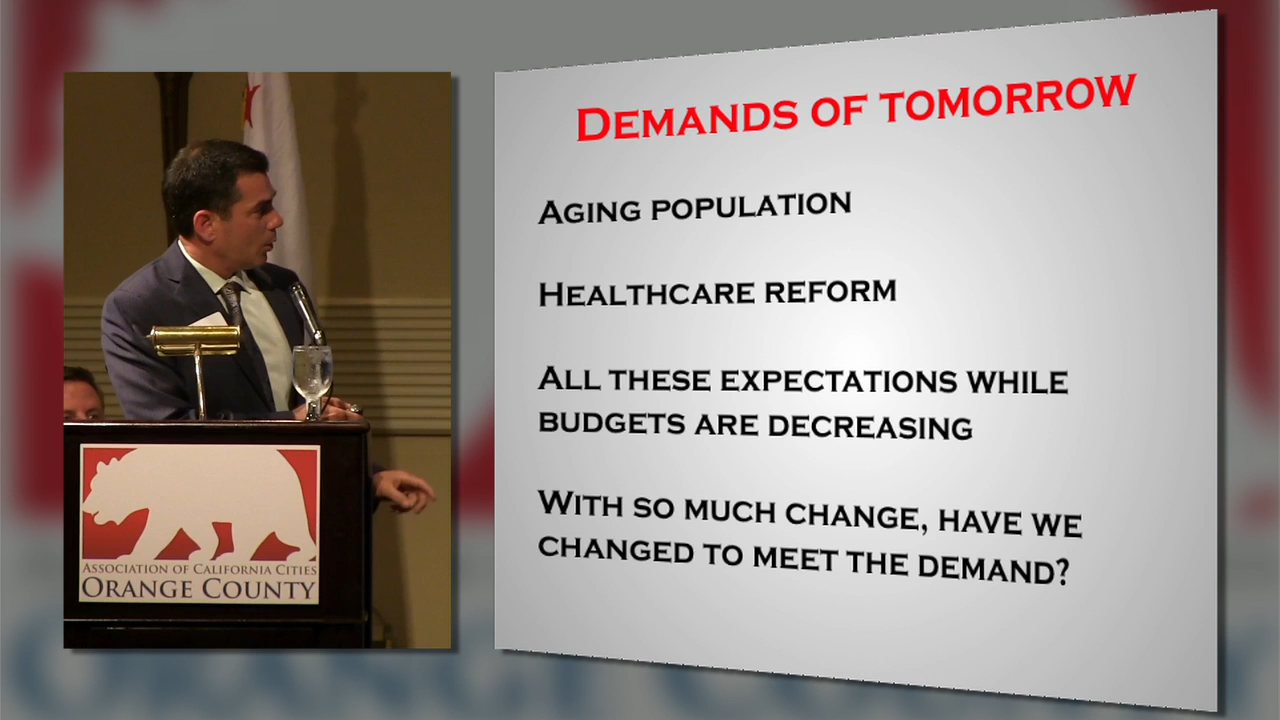 DEMANDS OF TOMORROW
AGING POPULATION
HEALTHCARE REFORM
ALL THESE EXPECTATIONS WHILE
BUDGETS ARE DECREASING
WITH SO MUCH CHANGE, HAVE WE
CHANGED TO MEET THE DEMAND?
ASSOCIATION OF CALIFORNIA CITIES
ORANGE COUNTY